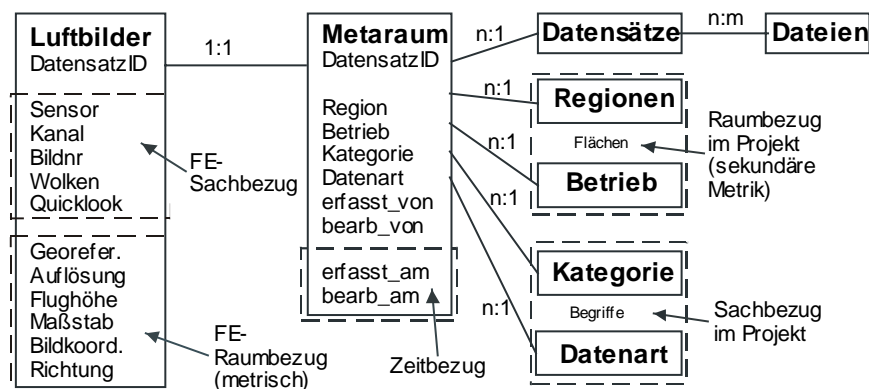 Luftbilder
DatensatzID
Sensor
Kanal
Bildnr
Wolken
Quicklook
Georefer.
Auflösung
Flughöhe
Maßstab
Bildkoord.
Richtung
1:1
FE-
Sachbezug
FE-
Raumbezug
(metrisch)
Metaraum
DatensatzID
Region
Betrieb
Kategorie
Datenart
erfasst_von
bearb_von
erfasst_am
bearb_am
Zeitbezug
n:1
n:1
n:1
n:1
n:1
Datensätze
n:m
Dateien
Regionen
Flächen
Betrieb
Raumbezug
im Projekt
(sekundäre
Metrik)
Kategorie
Begriffe
Datenart
Sachbezug
im Projekt